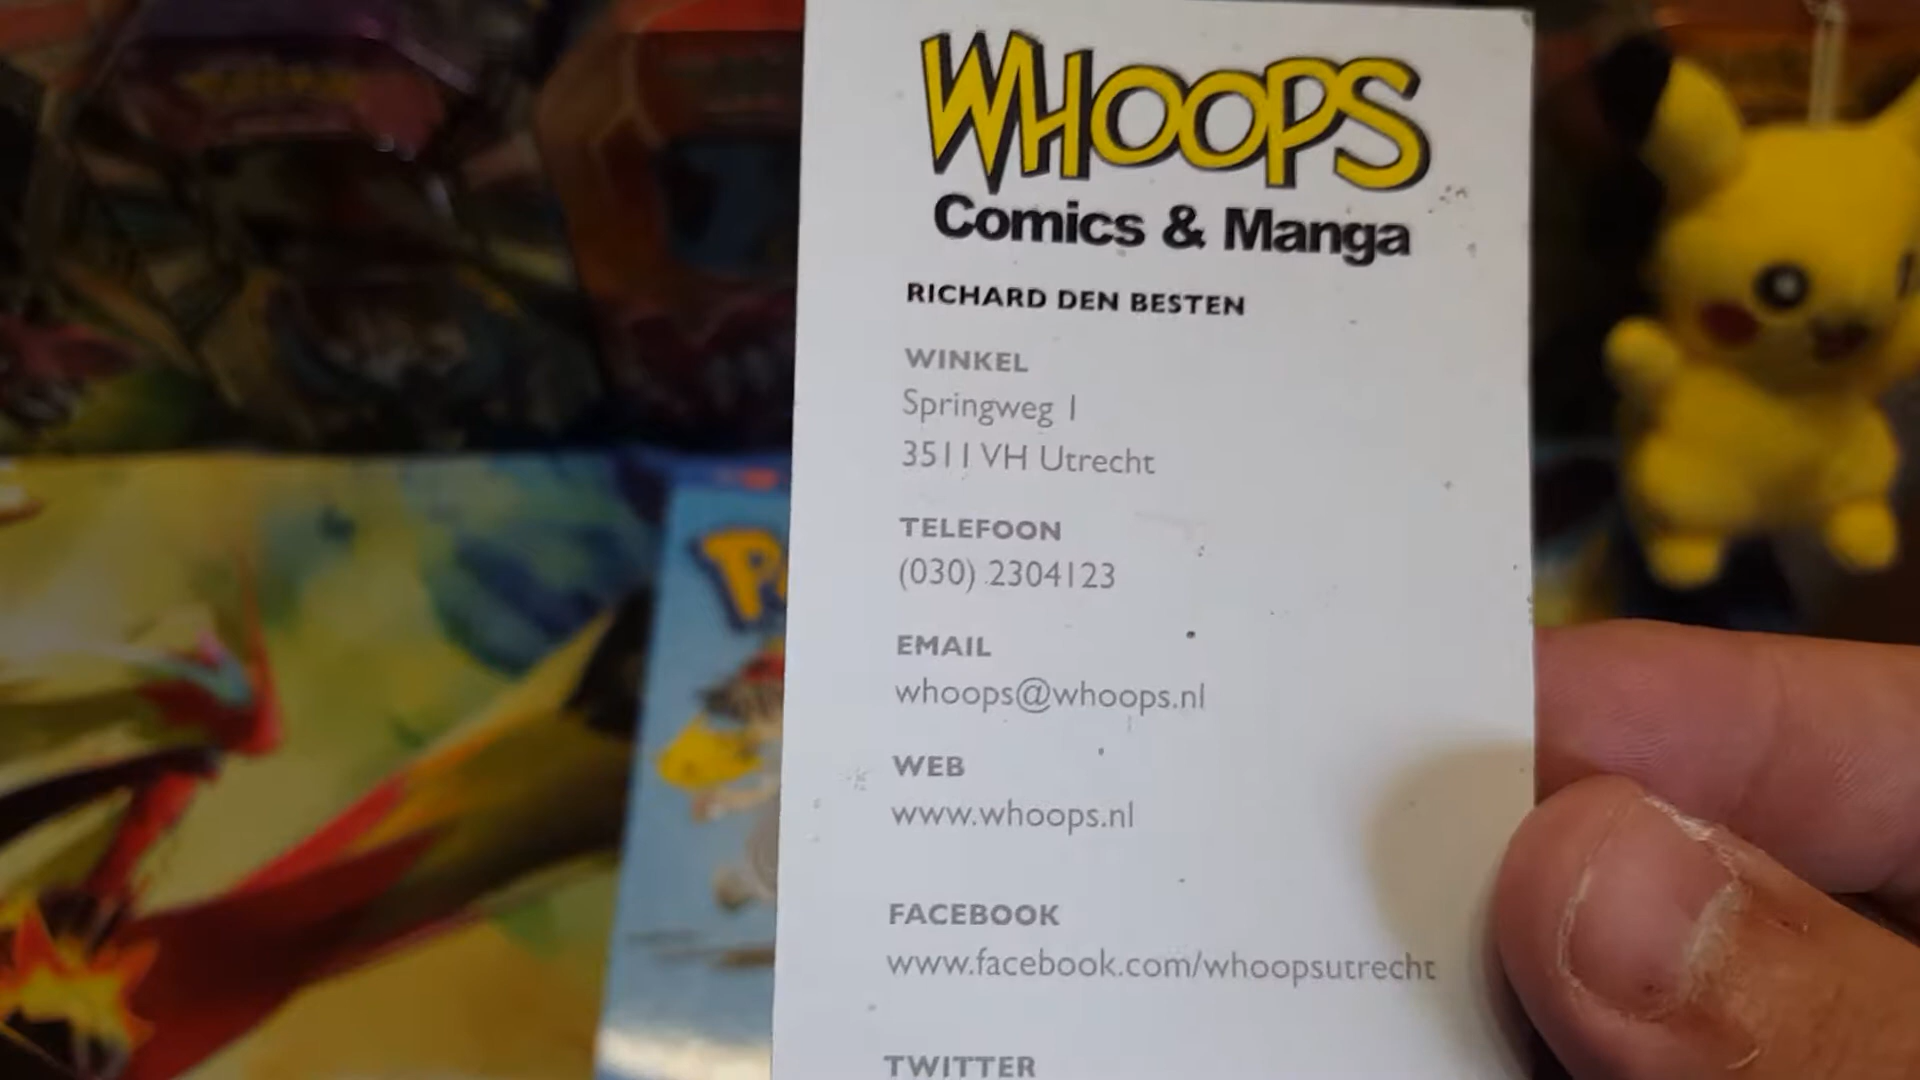 WHOOPS
Comics & Manga
RICHARD DEN BESTEN
WINKEL
Springweg 1
3511 VH Utrecht
TELEFOON
(030) 2304123
EMAIL
whoops@whoops.nl
WEB
www.whoops.nl
FACEBOOK
www.facebook.com/whoopsutrecht
TWITTER